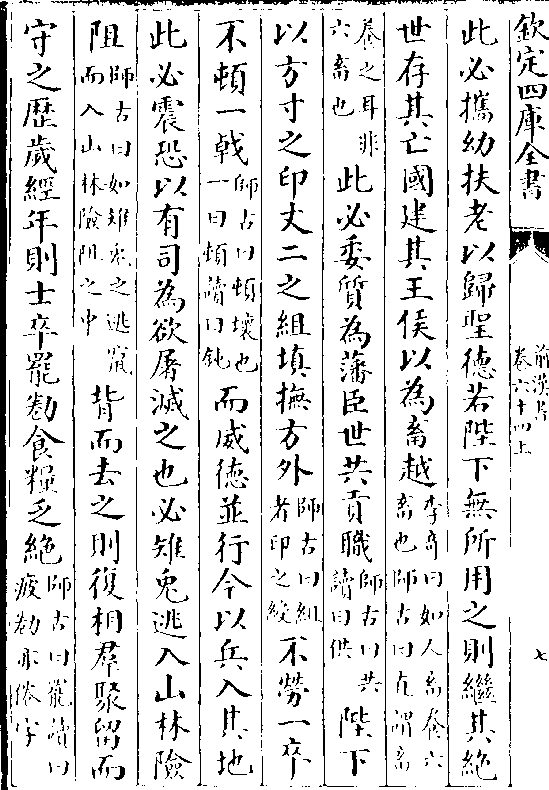 欽定四庫全書
前漢書
卷六十四上
七
此必攜幼扶老以歸聖德若陛下無所用之則繼其絕
世存其亡國建其王侯以為畜越李竒曰如人畜養六畜也師古曰直謂畜
養之耳非六畜也此必委質為藩臣世共貢職師古曰共讀曰供陛下
以方寸之印丈二之組填撫方外師古曰組者印之綬不勞一卒
不頓一戟師古曰頓壞也一曰頓讀曰鈍而威德並行今以兵入其地
此必震恐以有司為欲屠滅之也必雉兎逃入山林險
阻師古曰如雉兎之逃竄而入山林險阻之中背而去之則復相羣聚留而
守之歴歲經年則士卒罷勌食糧乏絕師古曰罷讀曰疲勌亦倦字